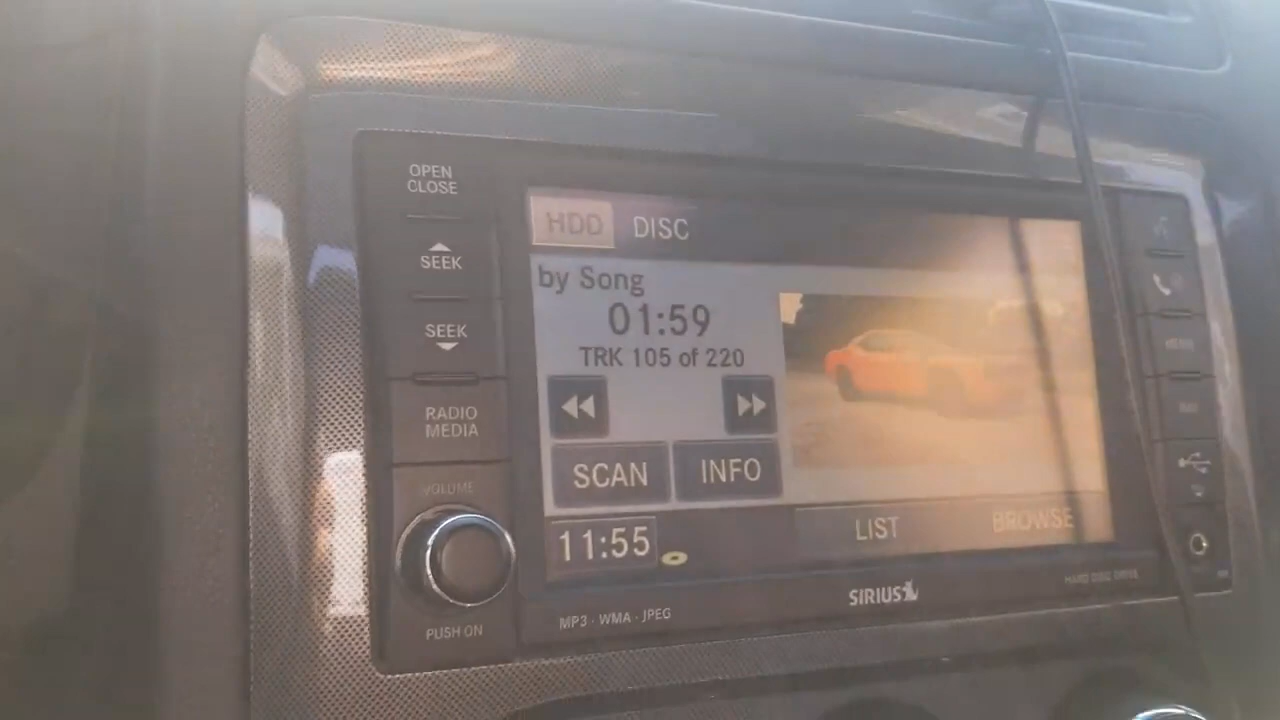 OPEN
CLOSE
SEEK
SEEK
RADIO
MEDIA
VOLUME
PUSH ON
HDD DISC
by Song
01:59
TRK 105 of 220
SCAN INFO
11:55
LIST BROWSE
MP3 · WMA · JPEG
SIRIUS
HARD DISC DRIVE